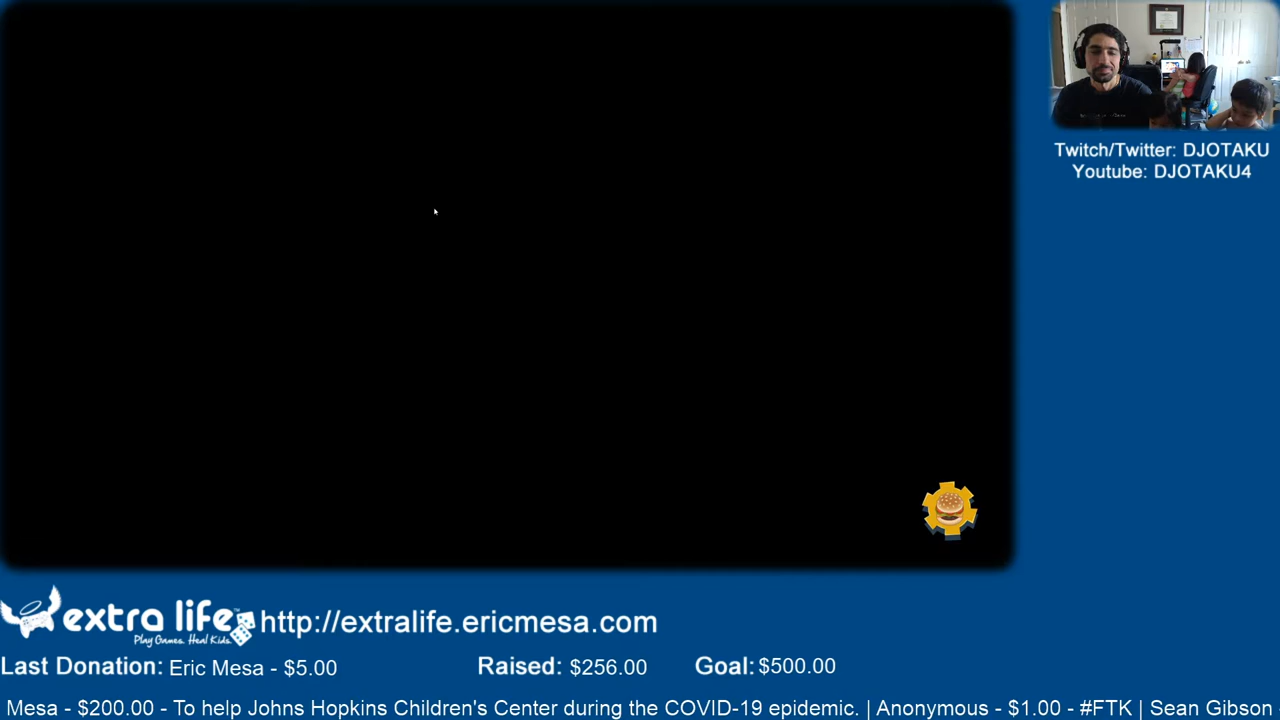 Twitch/Twitter: DJOTAKU
Youtube: DJOTAKU4
extra life
Play Games. Heal Kids.
http://extralife.ericmesa.com
Last Donation: Eric Mesa - $5.00 Raised: $256.00 Goal: $500.00
Mesa - $200.00 - To help Johns Hopkins Children's Center during the COVID-19 epidemic. | Anonymous - $1.00 - #FTK | Sean Gibson